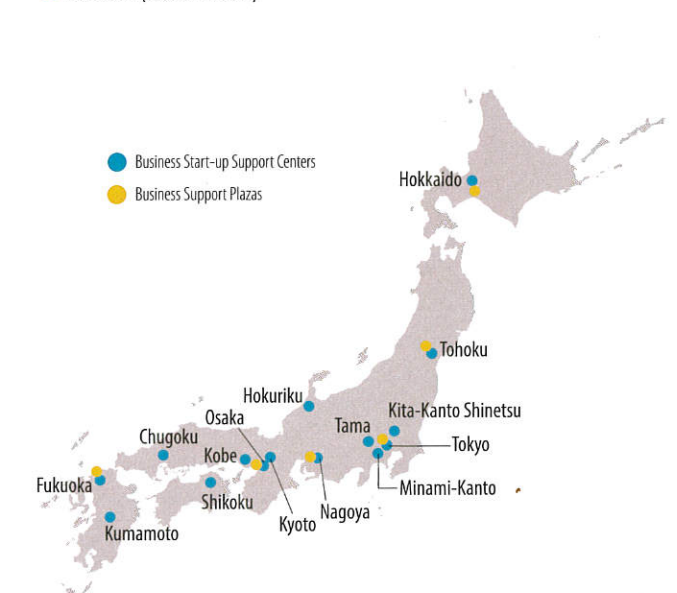 Business Start-up Support Centers
Business Support Plazas
Hokkaido
Tohoku
Hokuriku
Kita-Kanto Shinetsu
Osaka
Tama
Chugoku
Tokyo
Kobe
Fukuoka
Minami-Kanto
Shikoku
Nagoya
Kyoto
Kumamoto